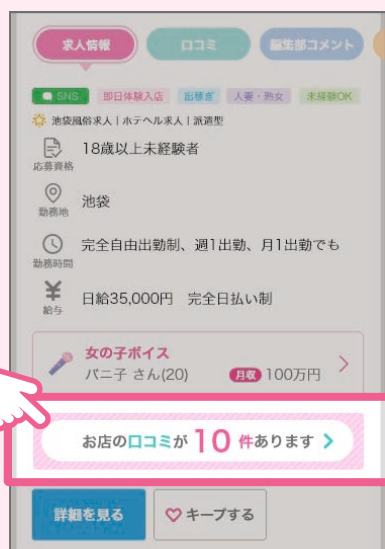 求人情報
口コミ
編集部コメント
SNS 即日体験入店 出稼ぎ 人妻・熟女 未経験OK
池袋風俗求人|ホテヘル求人|派遣型
応募資格 18歳以上未経験者
勤務地 池袋
勤務時間 完全自由出勤制、週1出勤、月1出勤でも
給与 日給35,000円 完全日払い制
女の子ボイス
バニ子 さん(20) 月収 100万円
お店の口コミが 10 件あります
詳細を見る
キープする